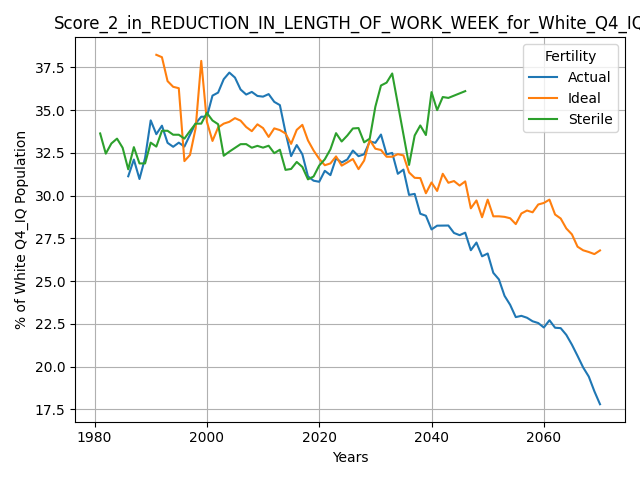 Score_2_in_REDUCTION_IN_LENGTH_OF_WORK_WEEK_for_White_Q4_IQ
Fertility
Actual
Ideal
Sterile
% of White Q4_IQ Population
37.5
35.0
32.5
30.0
27.5
25.0
22.5
20.0
17.5
1980
2000
2020
2040
2060
Years